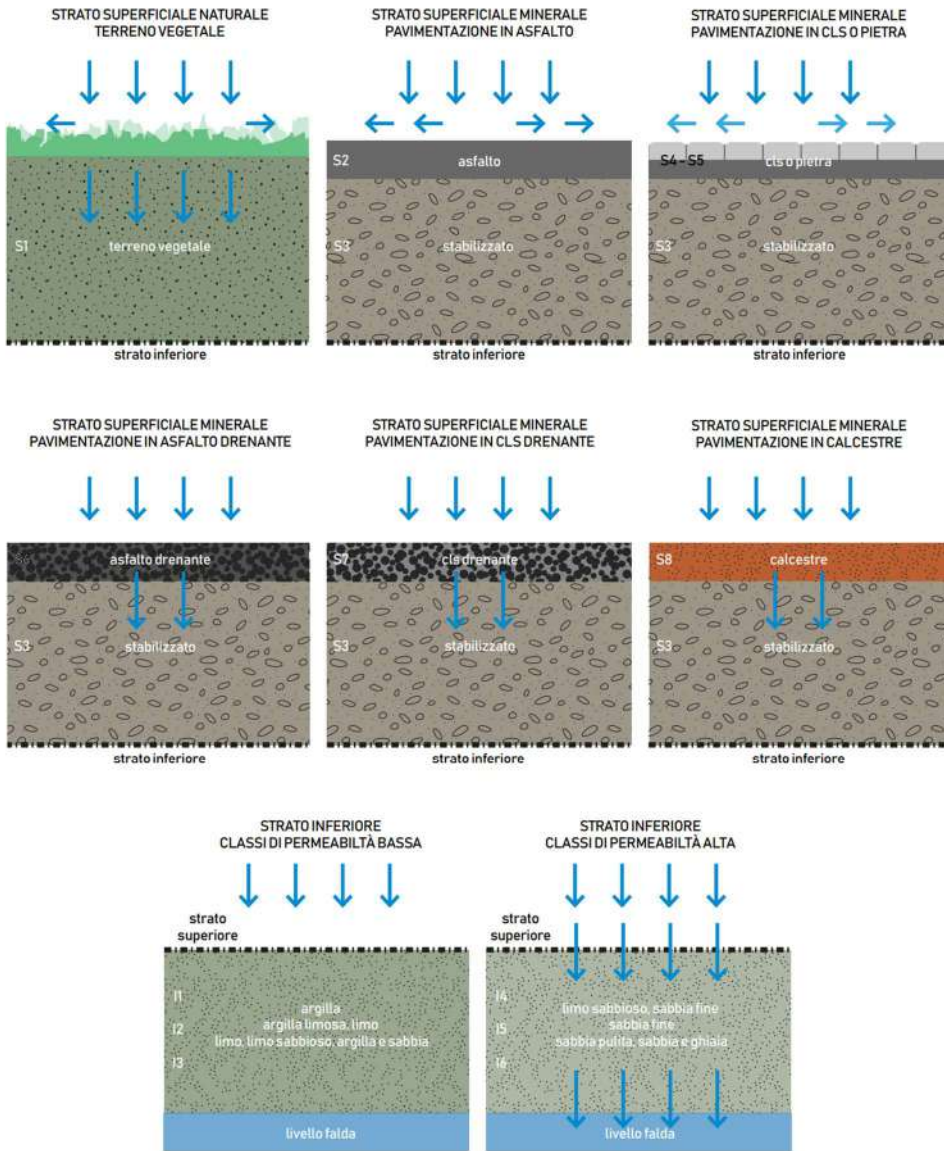 STRATO SUPERFICIALE NATURALE
TERRENO VEGETALE
S1
terreno vegetale
strato inferiore
STRATO SUPERFICIALE MINERALE
PAVIMENTAZIONE IN ASFALTO
S2
asfalto
S3
stabilizzato
strato inferiore
STRATO SUPERFICIALE MINERALE
PAVIMENTAZIONE IN CLS O PIETRA
S4 - S5
cls o pietra
S3
stabilizzato
strato inferiore
STRATO SUPERFICIALE MINERALE
PAVIMENTAZIONE IN ASFALTO DRENANTE
S6
asfalto drenante
S3
stabilizzato
strato inferiore
STRATO SUPERFICIALE MINERALE
PAVIMENTAZIONE IN CLS DRENANTE
S7
cls drenante
S3
stabilizzato
strato inferiore
STRATO SUPERFICIALE MINERALE
PAVIMENTAZIONE IN CALCESTRE
S8
calcestre
S3
stabilizzato
strato inferiore
STRATO INFERIORE
CLASSI DI PERMEABILTÀ BASSA
strato
superiore
I1
argilla
argilla limosa, limo
I2
limo, limo sabbioso, argilla e sabbia
I3
livello falda
STRATO INFERIORE
CLASSI DI PERMEABILTÀ ALTA
strato
superiore
I4
limo sabbioso, sabbia fine
sabbia fine
I5
sabbia pulita, sabbia e ghiaia
I6
livello falda